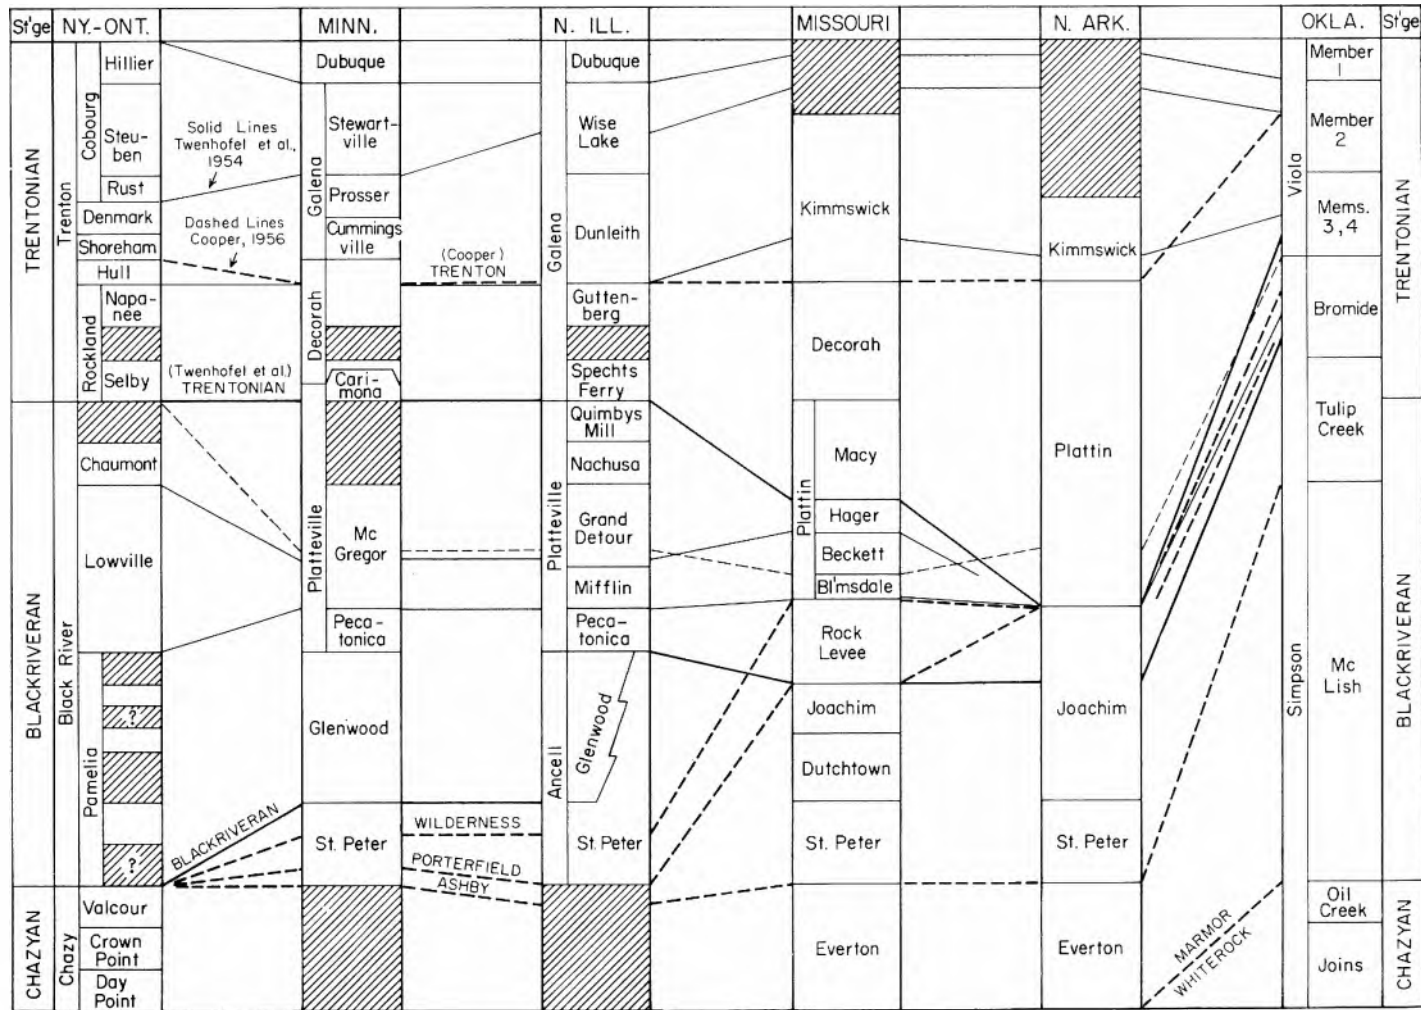 St'ge
NY.-ONT.
MINN.
N. ILL.
MISSOURI
N. ARK.
OKLA.
St'ge
TRENTONIAN
BLACKRIVERAN
CHAZYAN
Trenton
Black River
Chazy
Cobourg
Rockland
Pamelia
Hillier
Steu-
ben
Rust
Denmark
Shoreham
Hull
Napa-
nee
Selby
Chaumont
Lowville
?
?
Valcour
Crown
Point
Day
Point
Solid Lines
Twenhofel et al.,
1954
Dashed Lines
Cooper, 1956
(Twenhofel et al.)
TRENTONIAN
BLACKRIVERAN
Galena
Decorah
Platteville
Dubuque
Stewart-
ville
Prosser
Cummings
ville
Cari-
mona
Mc
Gregor
Peca-
tonica
Glenwood
St. Peter
(Cooper)
TRENTON
WILDERNESS
PORTERFIELD
ASHBY
Galena
Platteville
Ancell
Dubuque
Wise
Lake
Dunleith
Gutten-
berg
Spechts
Ferry
Quimbys
Mill
Nachusa
Grand
Detour
Mifflin
Peca-
tonica
Glenwood
St. Peter
Kimmswick
Decorah
Plattin
Macy
Hager
Beckett
Bl'msdale
Rock
Levee
Joachim
Dutchtown
St. Peter
Everton
Kimmswick
Plattin
Joachim
St. Peter
Everton
MARMOR
WHITEROCK
Viola
Simpson
Member
1
Member
2
Mems.
3,4
Bromide
Tulip
Creek
Mc
Lish
Oil
Creek
Joins
TRENTONIAN
BLACKRIVERAN
CHAZYAN